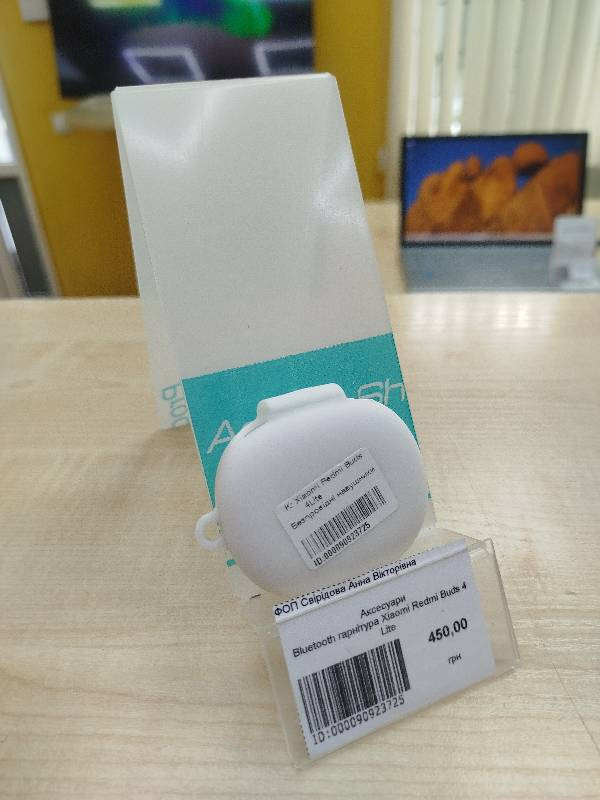 K: Xiaomi Redmi Buds
4Lite
Безпровідні навушники
ID:000090923725
ФОП Свірідова Анна Вікторівна
Аксесуари
Bluetooth гарнітура Xiaomi Redmi Buds 4
Lite
450,00
грн
ID:000090923725